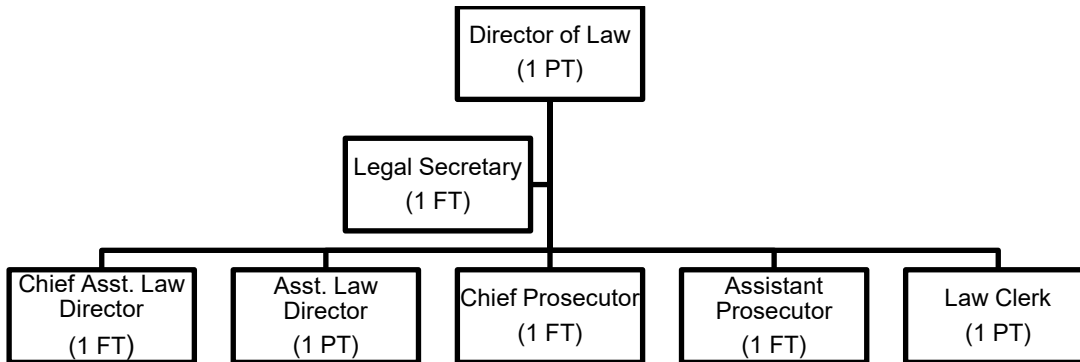 Director of Law
(1 PT)
Legal Secretary
(1 FT)
Chief Asst. Law
Director
(1 FT)
Asst. Law
Director
(1 PT)
Chief Prosecutor
(1 FT)
Assistant
Prosecutor
(1 FT)
Law Clerk
(1 PT)